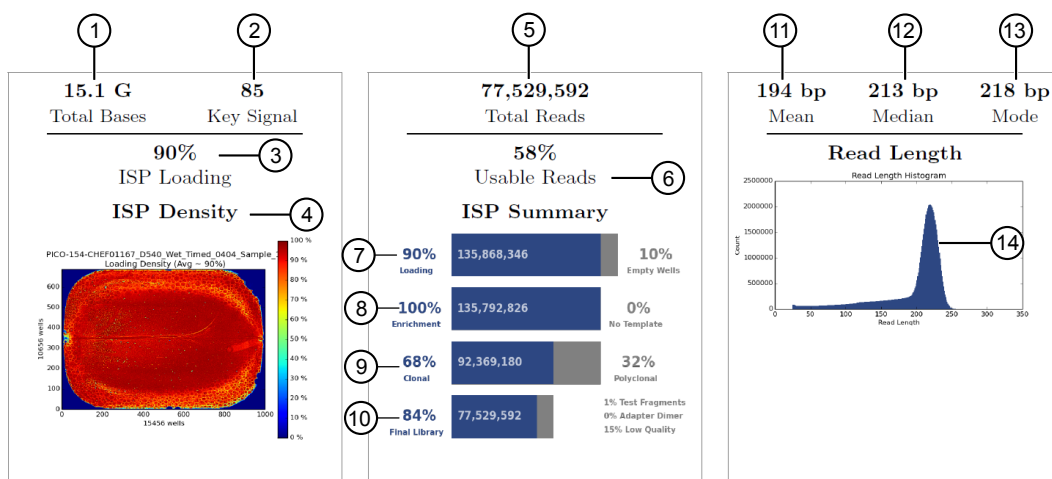 1
2
5
11
12
13
15.1 G
85
Total Bases
Key Signal
3
90%
ISP Loading
4
ISP Density
PICO-154-CHEF01167_D540_Wet_Timed_0404_Sample_
Loading Density (Avg ~ 90%)
600
500
400
300
200
100
0
10656 wells
0
200
400
600
800
1000
15456 wells
100 %
90 %
80 %
70 %
60 %
50 %
40 %
30 %
20 %
10 %
0 %
77,529,592
Total Reads
58%
Usable Reads
6
ISP Summary
7
90%
Loading
135,868,346
10%
Empty Wells
8
100%
Enrichment
135,792,826
0%
No Template
9
68%
Clonal
92,369,180
32%
Polyclonal
10
84%
Final Library
77,529,592
1% Test Fragments
0% Adapter Dimer
15% Low Quality
194 bp
213 bp
218 bp
Mean
Median
Mode
Read Length
Read Length Histogram
2500000
2000000
1500000
1000000
500000
0
Count
0
50
100
150
200
250
300
350
Read Length
14